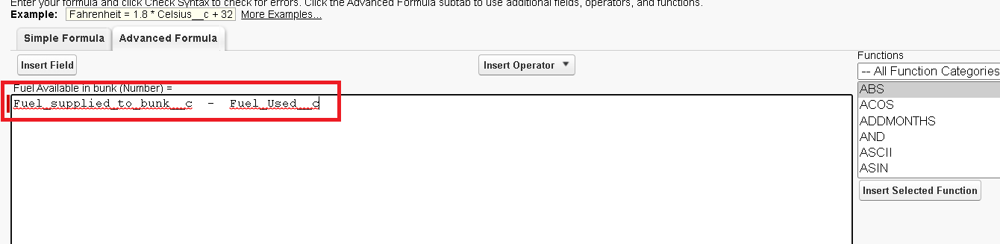 Enter your formula and click Check Syntax to check for errors. Click the Advanced Formula subtab to use additional fields, operators, and functions.
Example: Fahrenheit = 1.8 * Celsius__c + 32 More Examples...
Simple Formula Advanced Formula
Insert Field Insert Operator
Functions
-- All Function Categories
Fuel Available in bunk (Number) =
Fuel_supplied_to_bunk__c - Fuel_Used__c
ABS
ACOS
ADDMONTHS
AND
ASCII
ASIN
Insert Selected Function